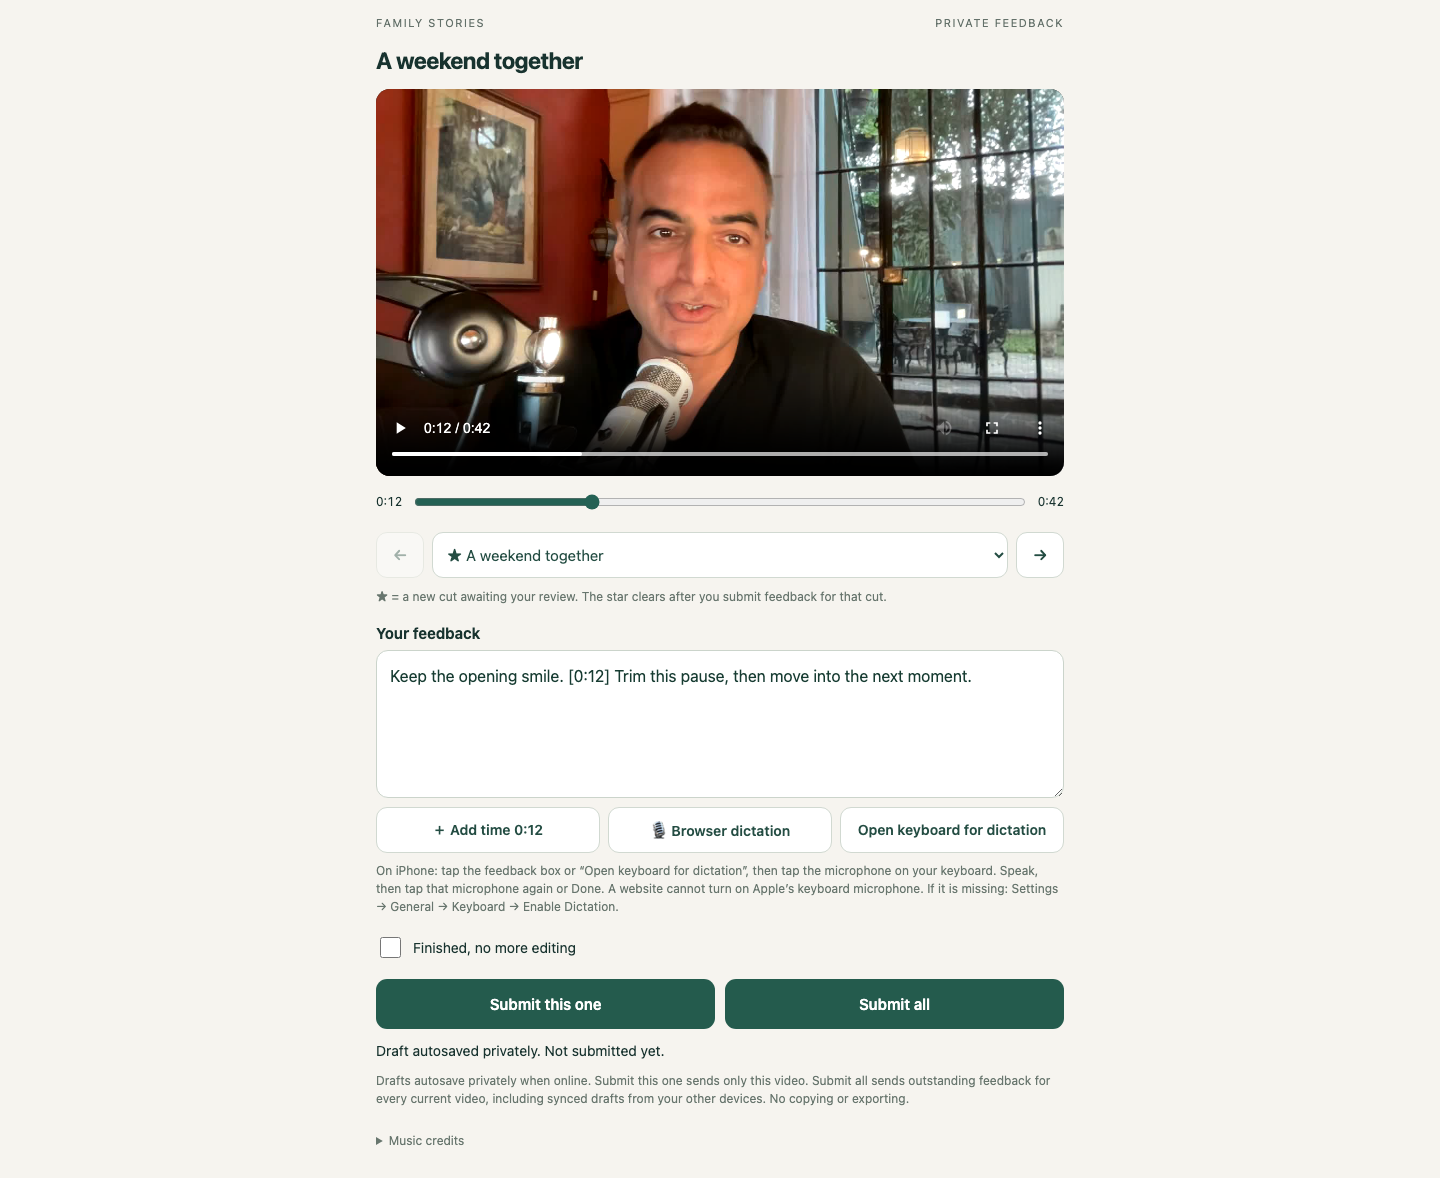 FAMILY STORIES
PRIVATE FEEDBACK
A weekend together
0:12 / 0:42
0:12
0:42
← ★ A weekend together →
★ = a new cut awaiting your review. The star clears after you submit feedback for that cut.
Your feedback
Keep the opening smile. [0:12] Trim this pause, then move into the next moment.
+ Add time 0:12
🎙️ Browser dictation
Open keyboard for dictation
On iPhone: tap the feedback box or “Open keyboard for dictation”, then tap the microphone on your keyboard. Speak,
then tap that microphone again or Done. A website cannot turn on Apple’s keyboard microphone. If it is missing: Settings
→ General → Keyboard → Enable Dictation.
Finished, no more editing
Submit this one
Submit all
Draft autosaved privately. Not submitted yet.
Drafts autosave privately when online. Submit this one sends only this video. Submit all sends outstanding feedback for
every current video, including synced drafts from your other devices. No copying or exporting.
▶ Music credits